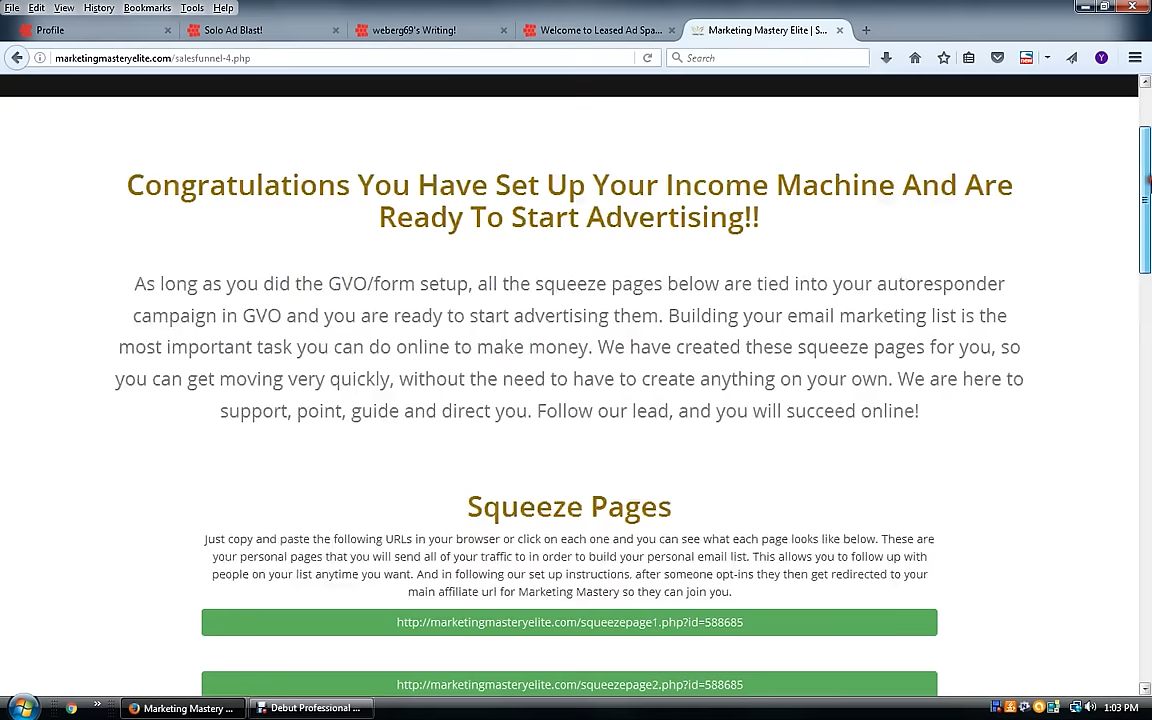 File Edit View History Bookmarks Tools Help
Profile Solo Ad Blast! weberg69's Writing! Welcome to Leased Ad Spa... Marketing Mastery Elite | S...
marketingmasteryelite.com/salesfunnel-4.php Search
Congratulations You Have Set Up Your Income Machine And Are
Ready To Start Advertising!!
As long as you did the GVO/form setup, all the squeeze pages below are tied into your autoresponder
campaign in GVO and you are ready to start advertising them. Building your email marketing list is the
most important task you can do online to make money. We have created these squeeze pages for you, so
you can get moving very quickly, without the need to have to create anything on your own. We are here to
support, point, guide and direct you. Follow our lead, and you will succeed online!
Squeeze Pages
Just copy and paste the following URLs in your browser or click on each one and you can see what each page looks like below. These are
your personal pages that you will send all of your traffic to in order to build your personal email list. This allows you to follow up with
people on your list anytime you want. And in following our set up instructions, after someone opt-ins they then get redirected to your
main affiliate url for Marketing Mastery so they can join you.
http://marketingmasteryelite.com/squeezepage1.php?id=588685
http://marketingmasteryelite.com/squeezepage2.php?id=588685
Marketing Mastery ... Debut Professional ... 1:03 PM